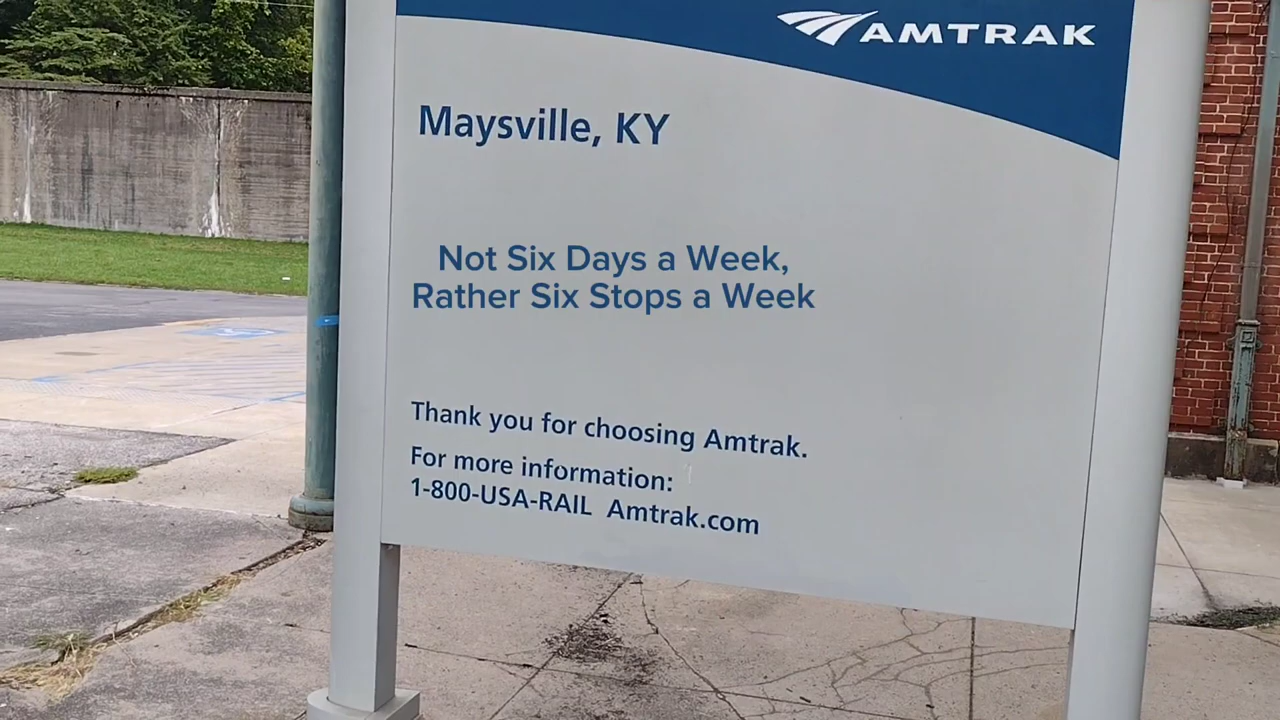 AMTRAK
Maysville, KY
Not Six Days a Week,
Rather Six Stops a Week
Thank you for choosing Amtrak.
For more information:
1-800-USA-RAIL Amtrak.com